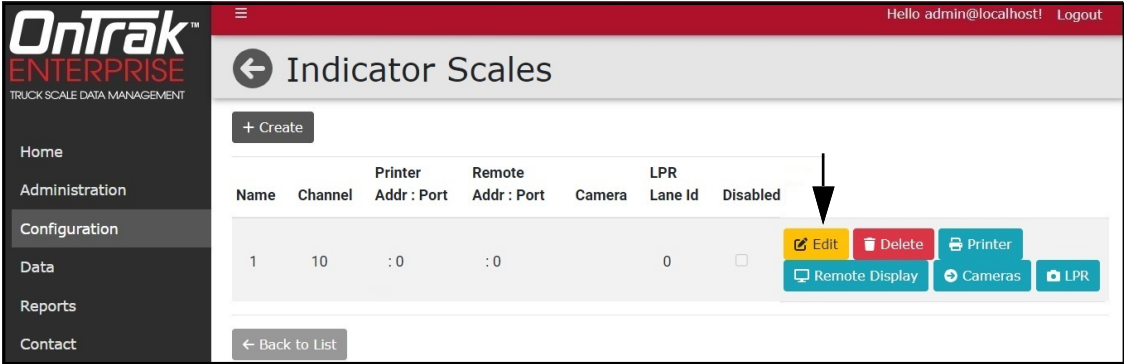 OnTrak™
ENTERPRISE
TRUCK SCALE DATA MANAGEMENT
Home
Administration
Configuration
Data
Reports
Contact
Hello admin@localhost! Logout
Indicator Scales
+ Create
Name Channel Printer Addr : Port Remote Addr : Port Camera LPR Lane Id Disabled
1 10 : 0 : 0 0
Edit Delete Printer
Remote Display Cameras LPR
← Back to List